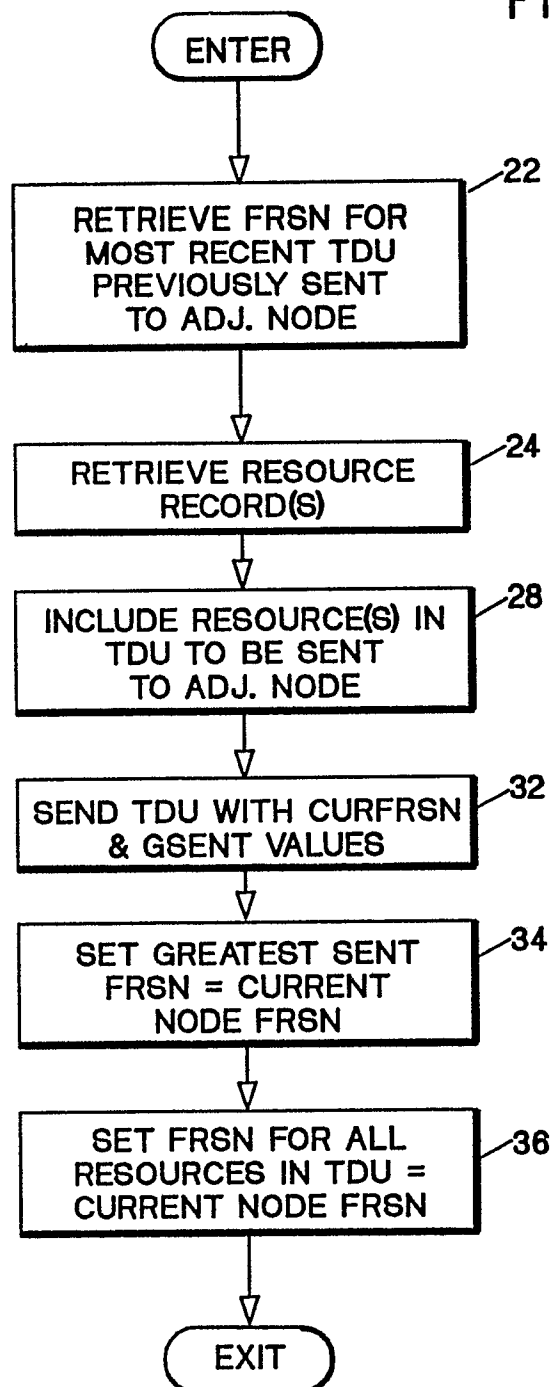 FI
ENTER
22
RETRIEVE FRSN FOR
MOST RECENT TDU
PREVIOUSLY SENT
TO ADJ. NODE
24
RETRIEVE RESOURCE
RECORD(S)
28
INCLUDE RESOURCE(S) IN
TDU TO BE SENT
TO ADJ. NODE
32
SEND TDU WITH CURFRSN
& GSENT VALUES
34
SET GREATEST SENT
FRSN = CURRENT
NODE FRSN
36
SET FRSN FOR ALL
RESOURCES IN TDU =
CURRENT NODE FRSN
EXIT